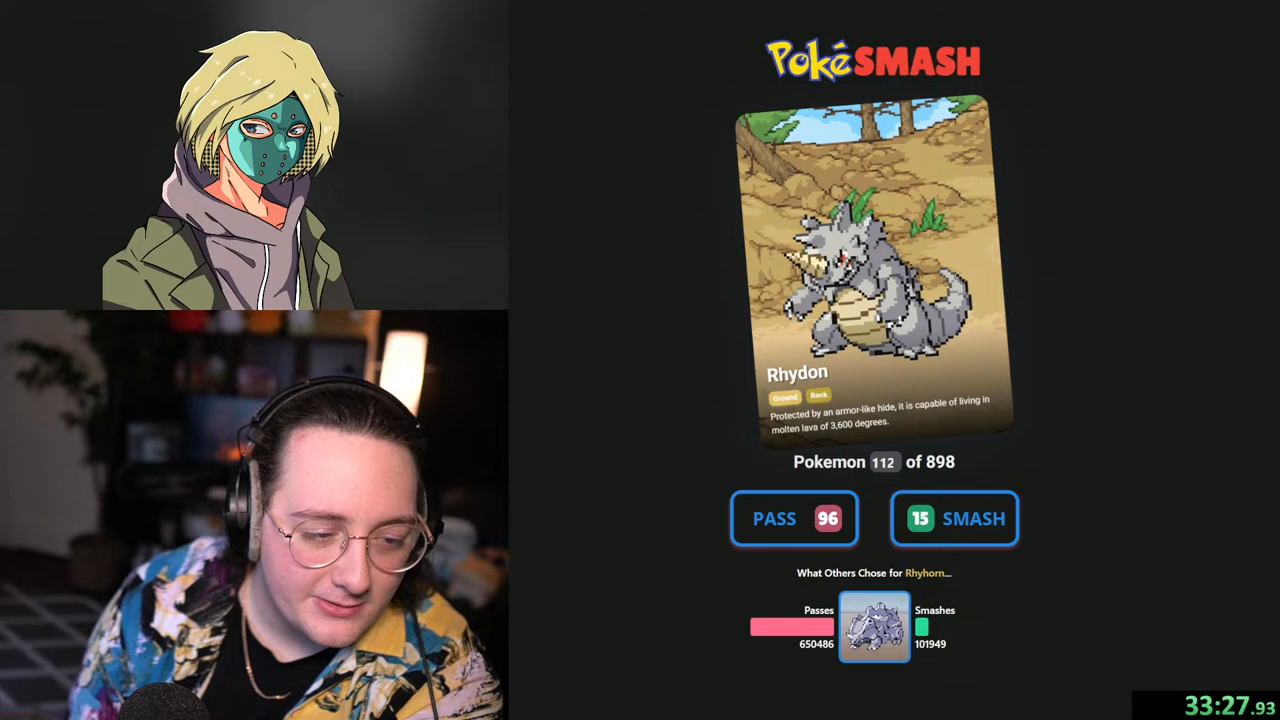 PokéSMASH
Rhydon
Ground Rock
Protected by an armor-like hide, it is capable of living in
molten lava of 3,600 degrees.
Pokemon 112 of 898
PASS 96
15 SMASH
What Others Chose for Rhyhorn...
Passes
650486
Smashes
101949
33:27.93